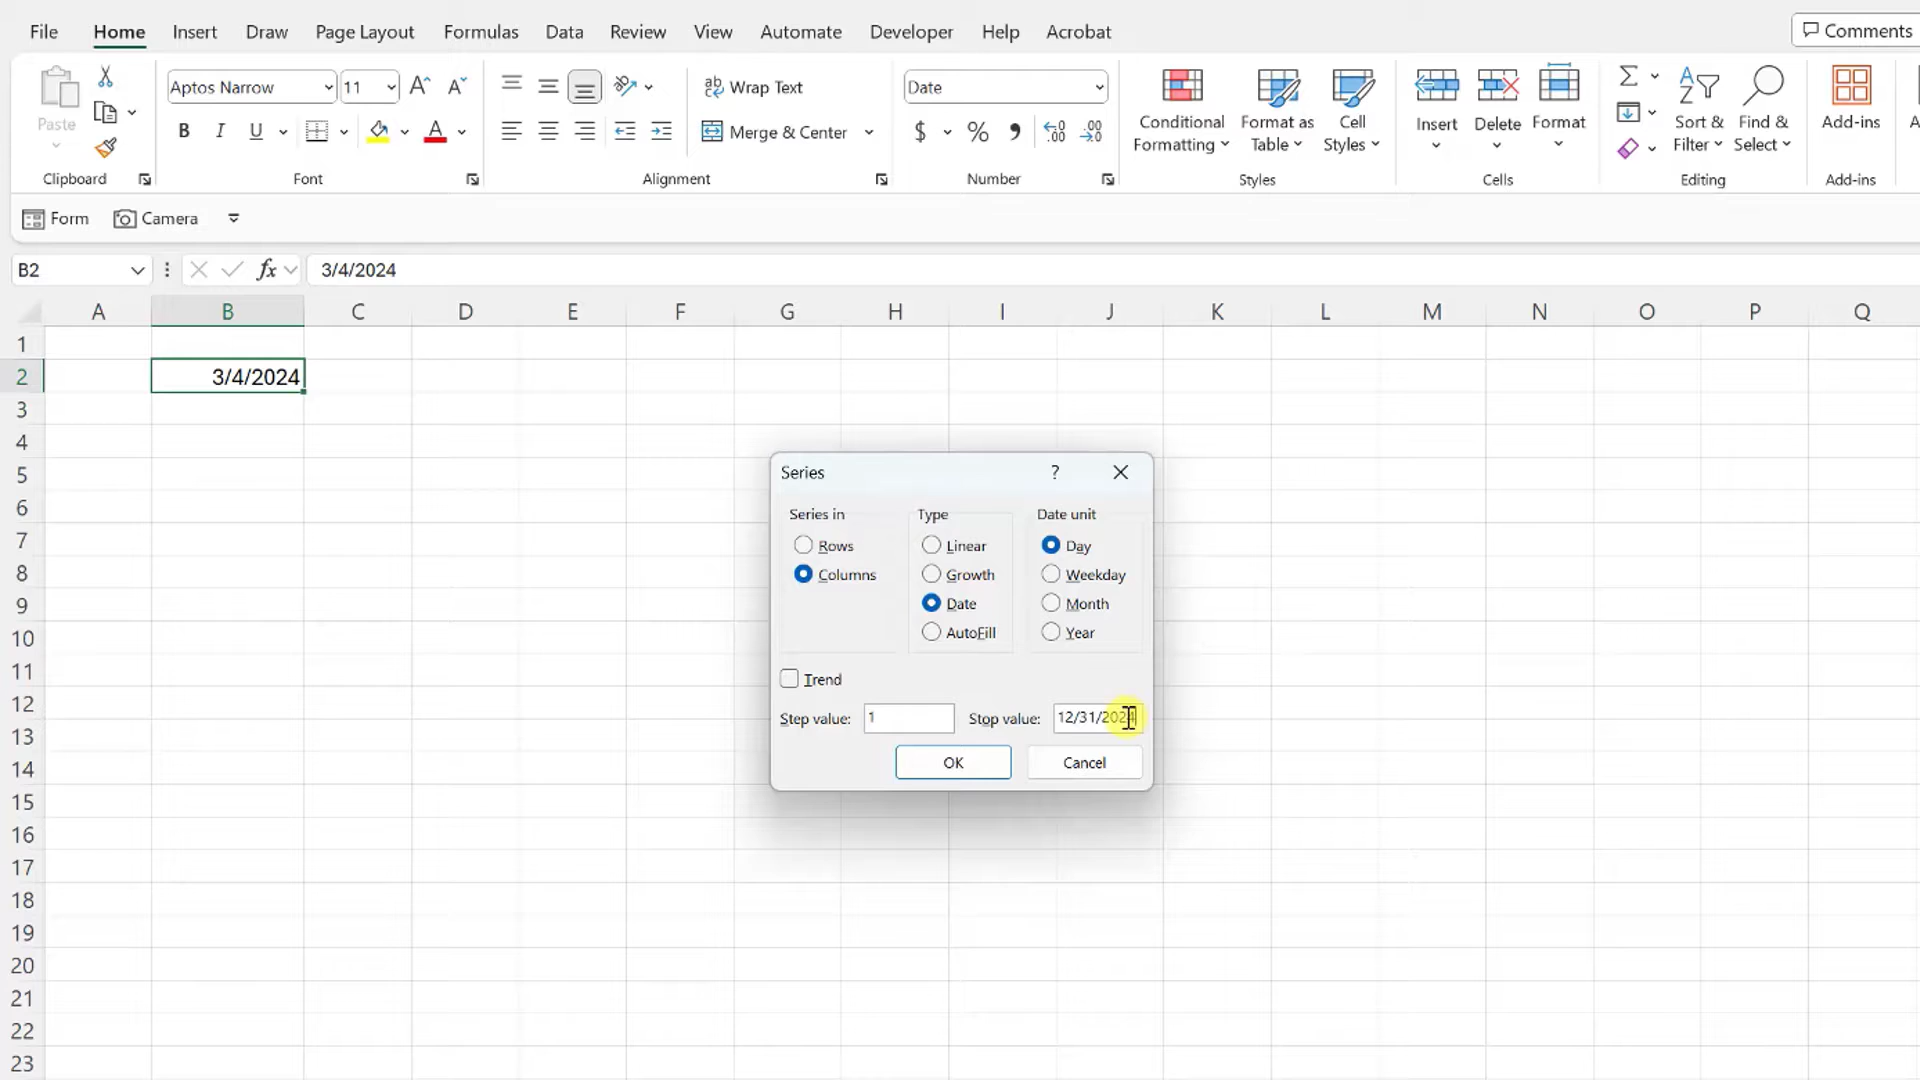 File Home Insert Draw Page Layout Formulas Data Review View Automate Developer Help Acrobat Comments
Paste
Clipboard
Aptos Narrow 11
B I U A
Font
ab Wrap Text
Merge & Center
Alignment
Date
$ % ,
Number
Conditional Formatting
Format as Table
Cell Styles
Styles
Insert Delete Format
Cells
Sort & Filter
Find & Select
Editing
Add-ins
Add-ins
Form Camera
B2 fx 3/4/2024
A B C D E F G H I J K L M N O P Q
1
2 3/4/2024
3
4
5
6
7
8
9
10
11
12
13
14
15
16
17
18
19
20
21
22
23
Series ?
Series in
Rows
Columns
Type
Linear
Growth
Date
AutoFill
Date unit
Day
Weekday
Month
Year
Trend
Step value: 1 Stop value: 12/31/2024
OK Cancel